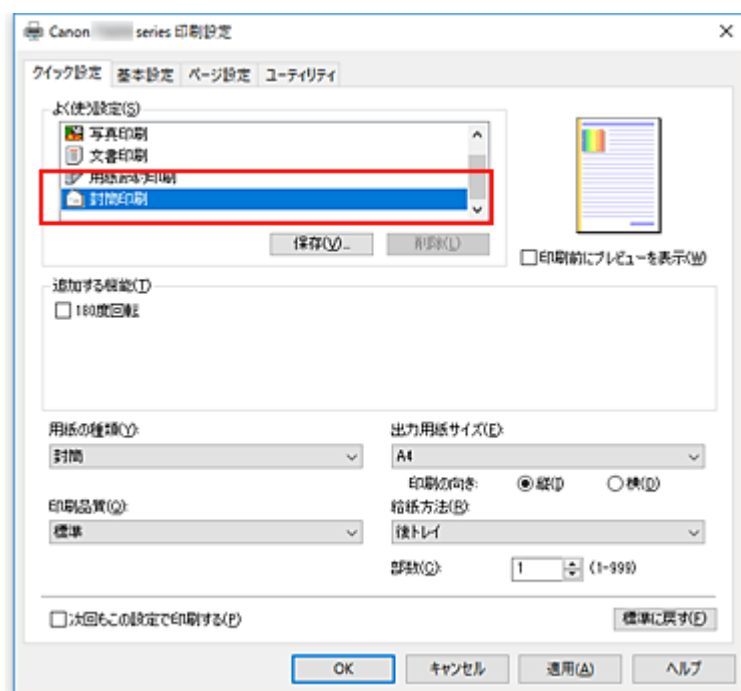 Canon series 印刷設定
クイック設定 基本設定 ページ設定 ユーティリティ
よく使う設定(S)
写真印刷
文書印刷
用紙節約印刷
封筒印刷
保存(V)...
削除(L)
印刷前にプレビューを表示(W)
追加する機能(T)
180度回転
用紙の種類(Y):
封筒
出力用紙サイズ(E):
A4
印刷の向き: 縦(I) 横(D)
印刷品質(Q):
標準
給紙方法(R):
後トレイ
部数(C): 1 (1-999)
次回もこの設定で印刷する(P)
標準に戻す(F)
OK キャンセル 適用(A) ヘルプ